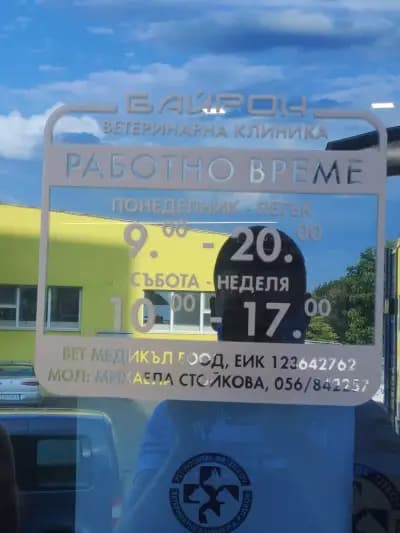 БАЙРОН
ВЕТЕРИНАРНА КЛИНИКА
РАБОТНО ВРЕМЕ
ПОНЕДЕЛНИК - ПЕТЪК
9.00 - 20.00
СЪБОТА - НЕДЕЛЯ
10.00 - 17.00
ВЕТ МЕДИКЪЛ ЕООД, ЕИК 123642762
МОЛ: МИХАЕЛА СТОЙКОВА, 056/842257